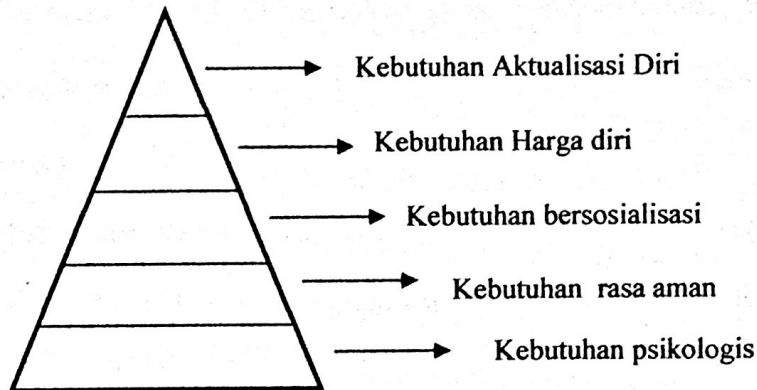 Kebutuhan Aktualisasi Diri
Kebutuhan Harga diri
Kebutuhan bersosialisasi
Kebutuhan rasa aman
Kebutuhan psikologis